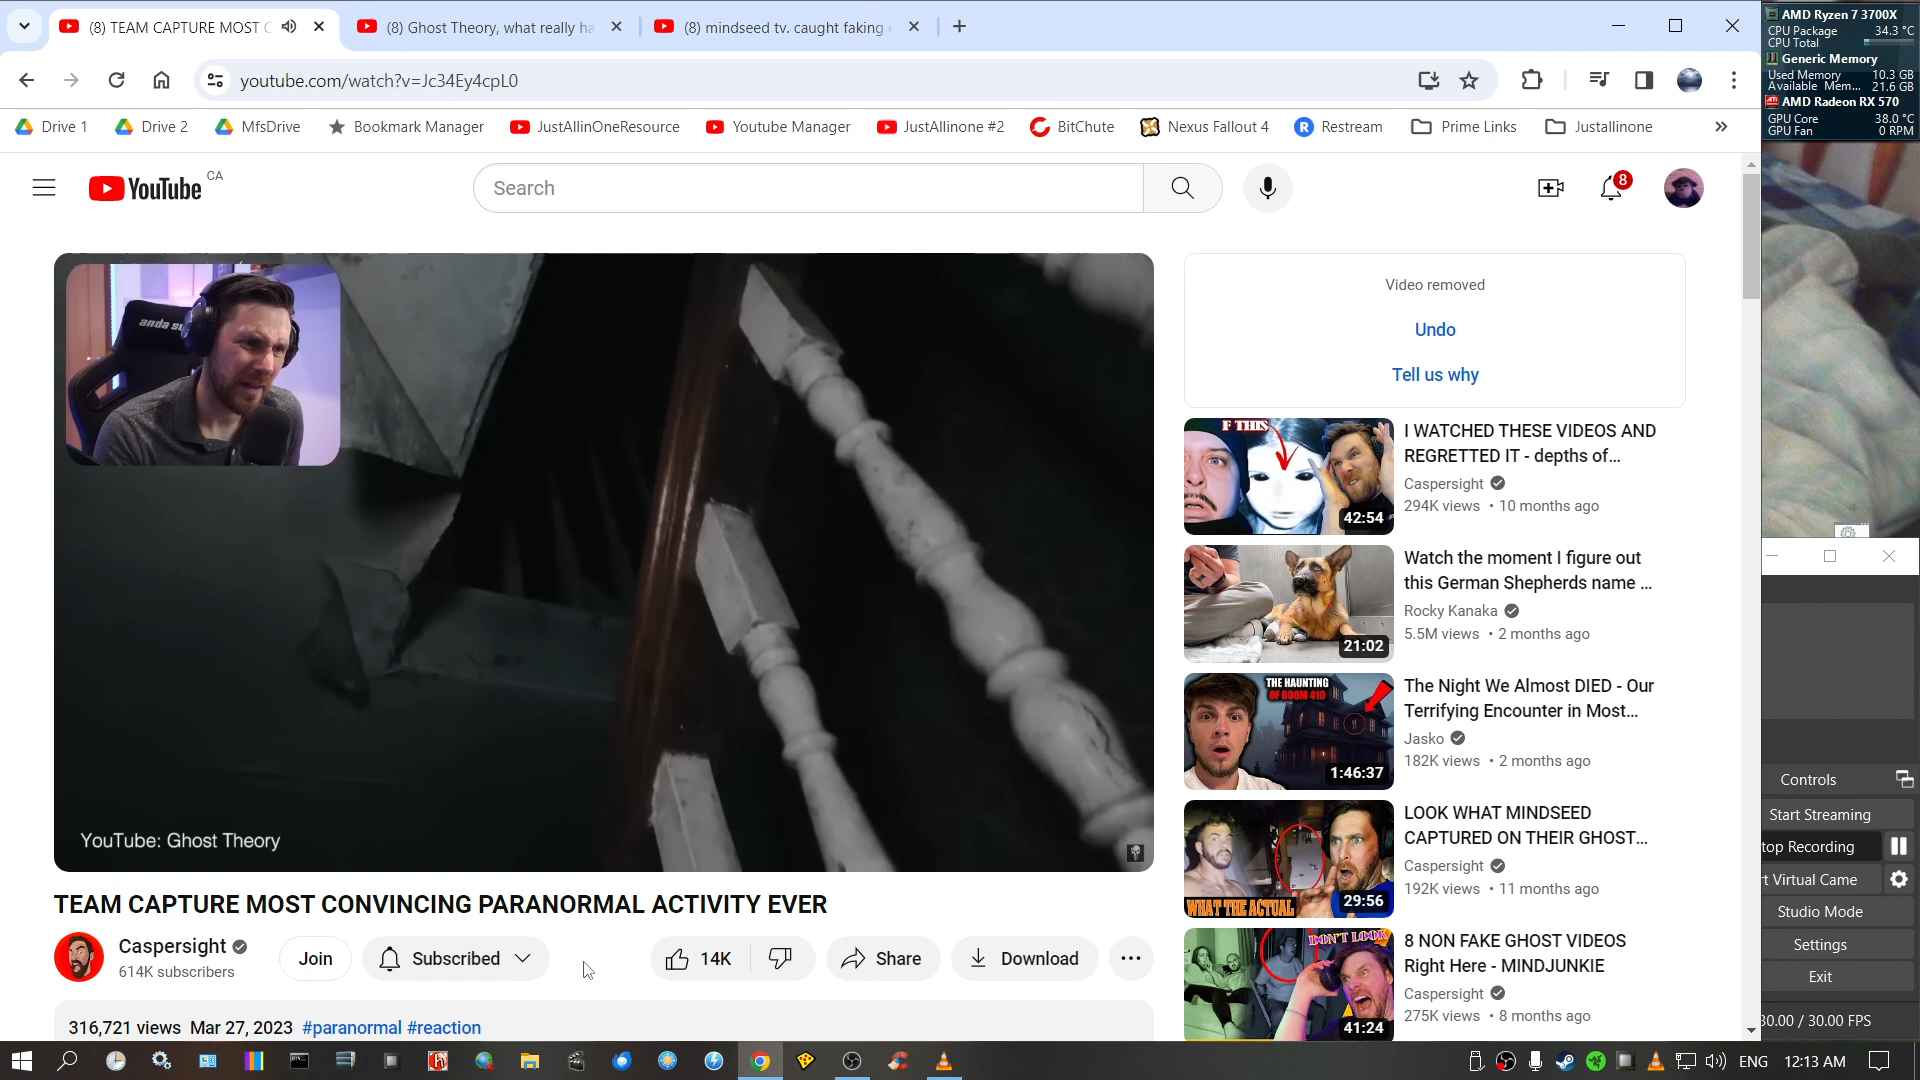 (8) TEAM CAPTURE MOST C
(8) Ghost Theory, what really ha
(8) mindseed tv. caught faking e
youtube.com/watch?v=Jc34Ey4cpL0
Drive 1
Drive 2
MfsDrive
Bookmark Manager
JustAllinOneResource
Youtube Manager
JustAllinone #2
BitChute
Nexus Fallout 4
Restream
Prime Links
Justallinone
YouTube CA
Search
8
anda s
YouTube: Ghost Theory
TEAM CAPTURE MOST CONVINCING PARANORMAL ACTIVITY EVER
Caspersight
614K subscribers
Join
Subscribed
14K
Share
Download
316,721 views Mar 27, 2023 #paranormal #reaction
Video removed
Undo
Tell us why
F THIS
42:54
I WATCHED THESE VIDEOS AND
REGRETTED IT - depths of...
Caspersight
294K views • 10 months ago
21:02
Watch the moment I figure out
this German Shepherds name ...
Rocky Kanaka
5.5M views • 2 months ago
THE HAUNTING
OF ROOM 410
1:46:37
The Night We Almost DIED - Our
Terrifying Encounter in Most...
Jasko
182K views • 2 months ago
WHAT THE ACTUAL
29:56
LOOK WHAT MINDSEED
CAPTURED ON THEIR GHOST...
Caspersight
192K views • 11 months ago
DON'T LOOK
41:24
8 NON FAKE GHOST VIDEOS
Right Here - MINDJUNKIE
Caspersight
275K views • 8 months ago
AMD Ryzen 7 3700X
CPU Package 34.3 °C
CPU Total
Generic Memory
Used Memory 10.3 GB
Available Mem... 21.6 GB
AMD Radeon RX 570
GPU Core 38.0 °C
GPU Fan 0 RPM
Controls
Start Streaming
top Recording
t Virtual Came
Studio Mode
Settings
Exit
30.00 / 30.00 FPS
ENG
12:13 AM